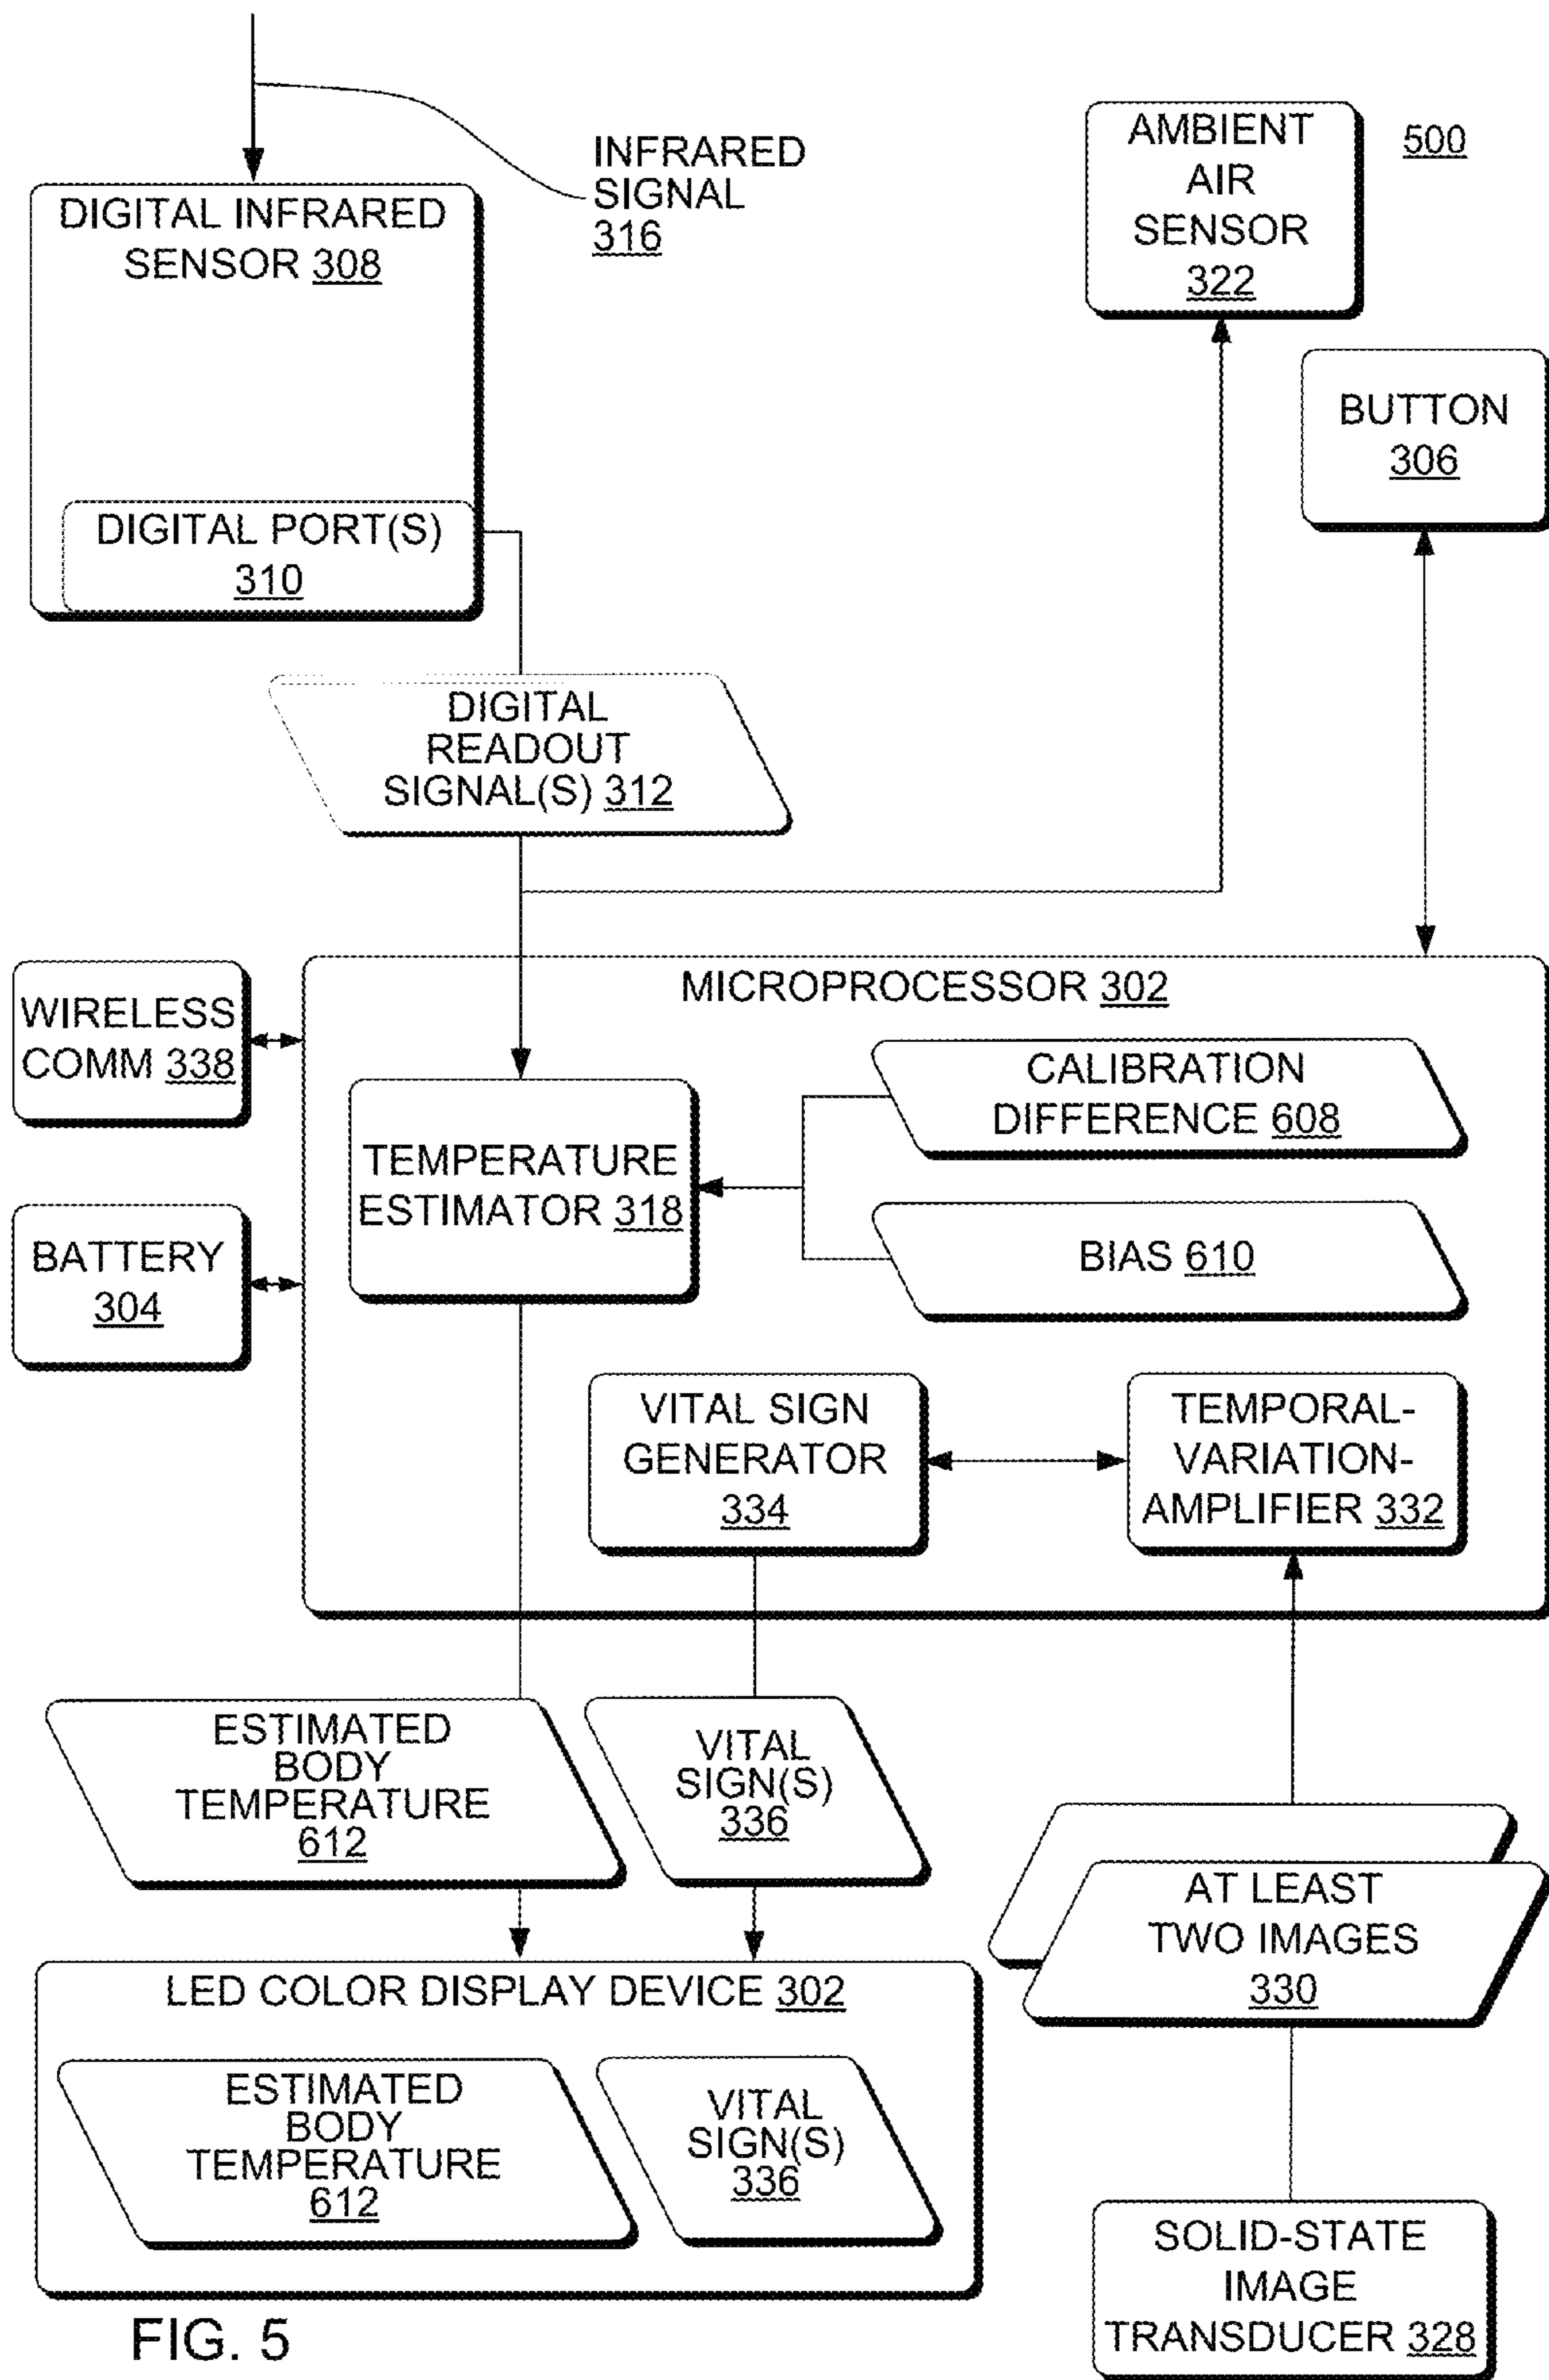 INFRARED
SIGNAL
316
AMBIENT
AIR
SENSOR
322
500
DIGITAL INFRARED
SENSOR 308
BUTTON
306
DIGITAL PORT(S)
310
DIGITAL
READOUT
SIGNAL(S) 312
MICROPROCESSOR 302
WIRELESS
COMM 338
CALIBRATION
DIFFERENCE 608
TEMPERATURE
ESTIMATOR 318
BATTERY
304
BIAS 610
VITAL SIGN
GENERATOR
334
TEMPORAL-
VARIATION-
AMPLIFIER 332
ESTIMATED
BODY
TEMPERATURE
612
VITAL
SIGN(S)
336
AT LEAST
TWO IMAGES
330
LED COLOR DISPLAY DEVICE 302
ESTIMATED
BODY
TEMPERATURE
612
VITAL
SIGN(S)
336
SOLID-STATE
IMAGE
TRANSDUCER 328
FIG. 5